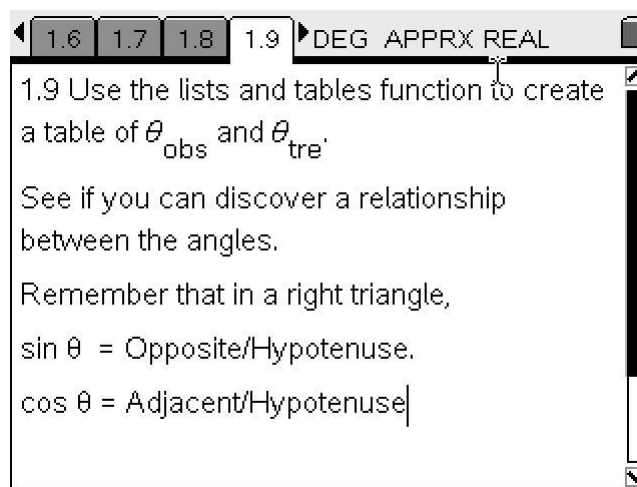 1.6 1.7 1.8 1.9 DEG APPRX REAL
1.9 Use the lists and tables function to create
a table of θobs and θtre.
See if you can discover a relationship
between the angles.
Remember that in a right triangle,
sin θ = Opposite/Hypotenuse.
cos θ = Adjacent/Hypotenuse